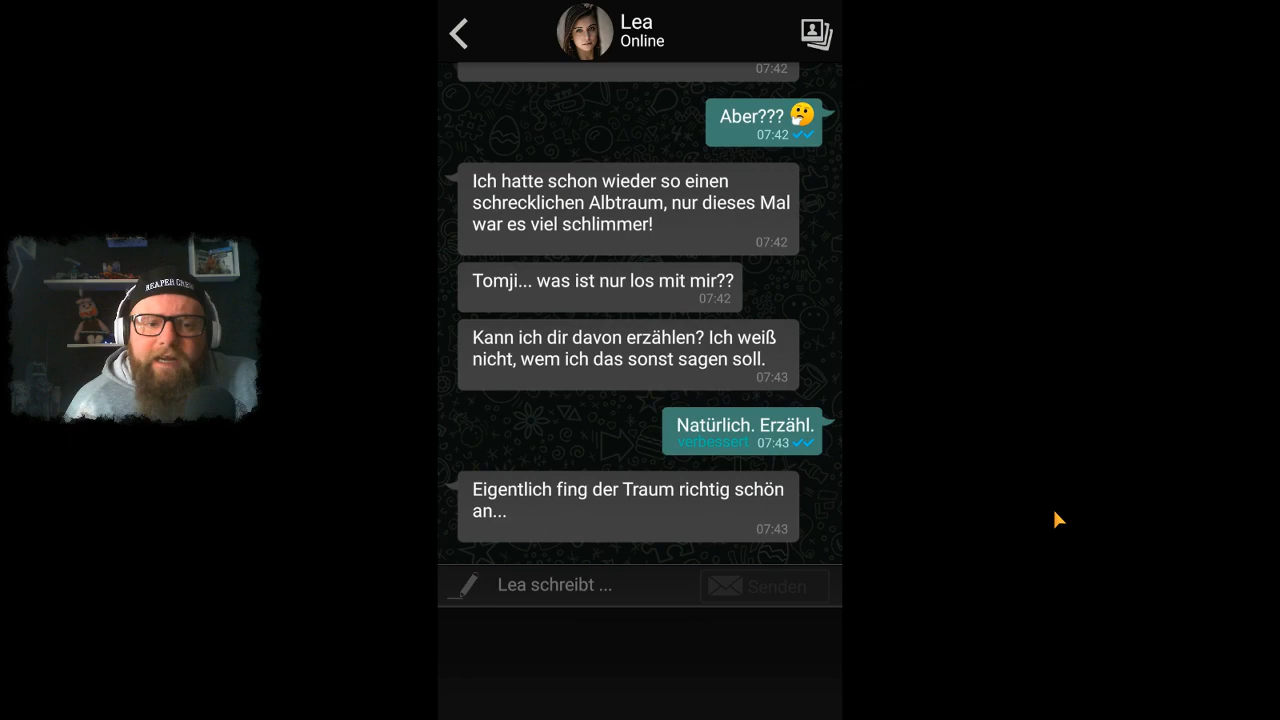 Lea
Online
07:42
Aber??? 🤔
07:42
Ich hatte schon wieder so einen
schrecklichen Albtraum, nur dieses Mal
war es viel schlimmer!
07:42
Tomji... was ist nur los mit mir??
07:42
Kann ich dir davon erzählen? Ich weiß
nicht, wem ich das sonst sagen soll.
07:43
Natürlich. Erzähl.
verbessert 07:43
Eigentlich fing der Traum richtig schön
an...
07:43
Lea schreibt ...
Senden
REAPER CREW